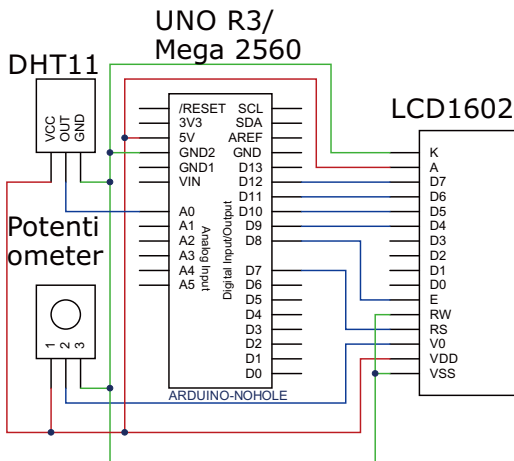 UNO R3/
Mega 2560
DHT11
VCC
OUT
GND
Potenti
ometer
1
2
3
/RESET
3V3
5V
GND2
GND1
VIN
A0
A1
A2
A3
A4
A5
Analog Input
Digital Input/Output
SCL
SDA
AREF
GND
D13
D12
D11
D10
D9
D8
D7
D6
D5
D4
D3
D2
D1
D0
ARDUINO-NOHOLE
LCD1602
K
A
D7
D6
D5
D4
D3
D2
D1
D0
E
RW
RS
V0
VDD
VSS